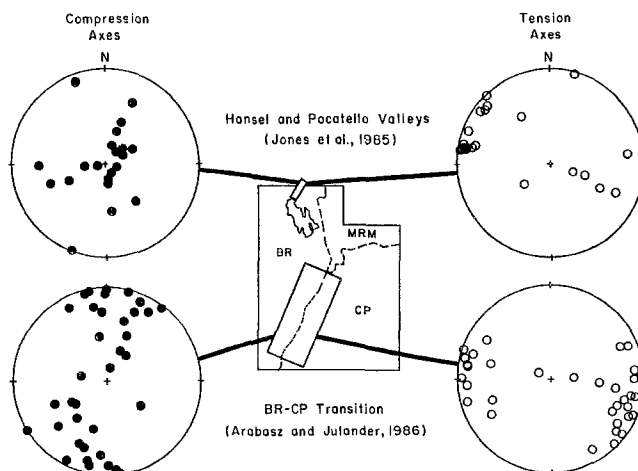 Compression
Axes
N
Tension
Axes
N
Hansel and Pocatello Valleys
(Jones et al., 1985)
BR
MRM
CP
BR-CP Transition
(Arabasz and Julander, 1986)